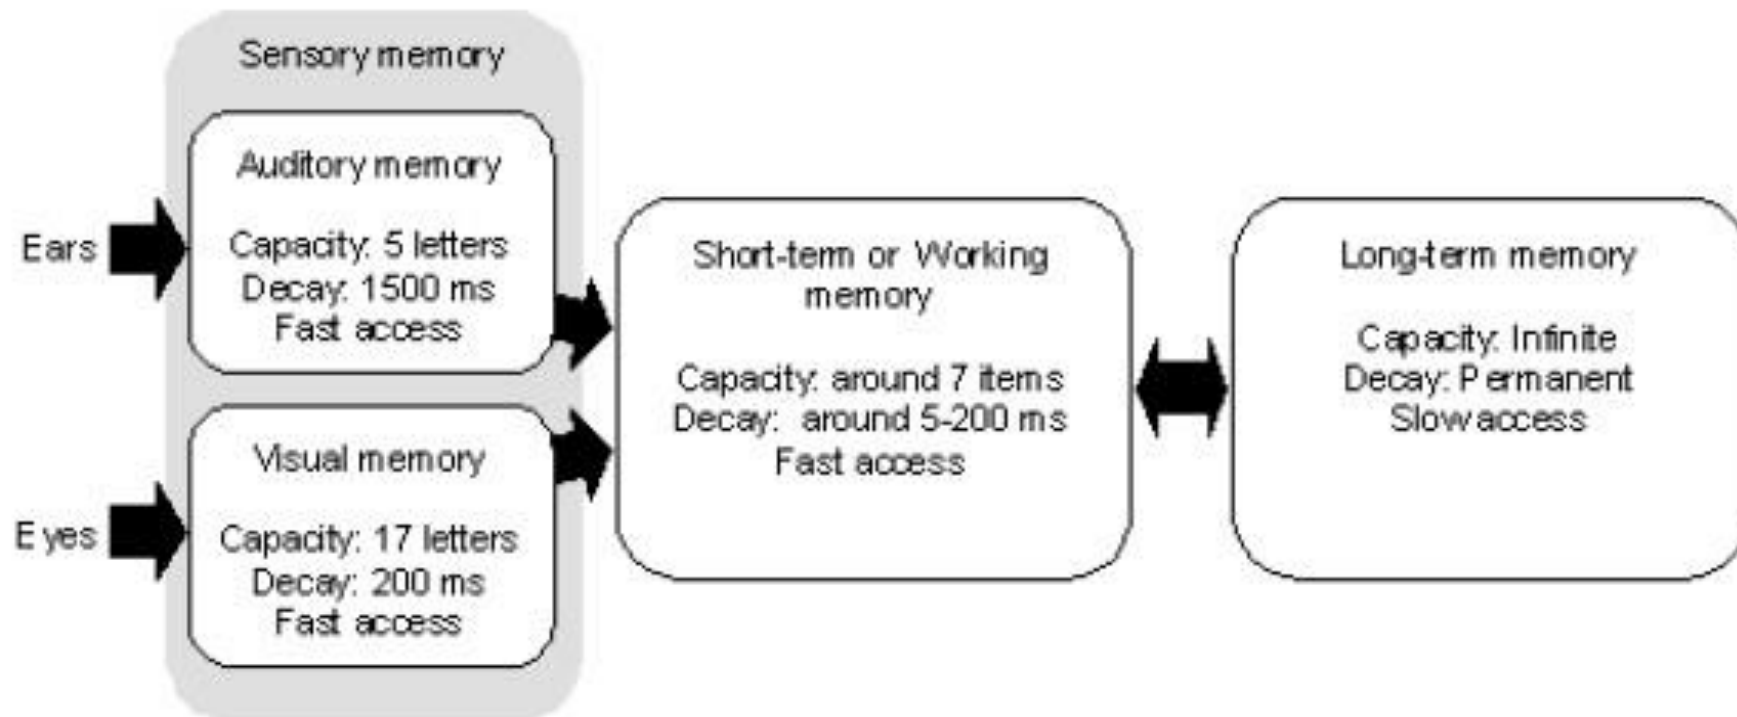 Sensory memory
Ears
Auditory memory
Capacity: 5 letters
Decay: 1500 ms
Fast access
Eyes
Visual memory
Capacity: 17 letters
Decay: 200 ms
Fast access
Short-term or Working
memory
Capacity: around 7 items
Decay: around 5-200 ms
Fast access
Long-term memory
Capacity: Infinite
Decay: Permanent
Slow access